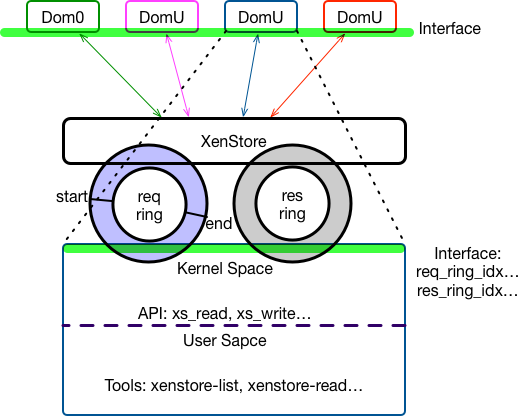 Dom0 DomU DomU DomU
Interface
XenStore
req
ring
res
ring
start
end
Kernel Space
Interface:
req_ring_idx...
res_ring_idx...
API: xs_read, xs_write...
User Sapce
Tools: xenstore-list, xenstore-read...